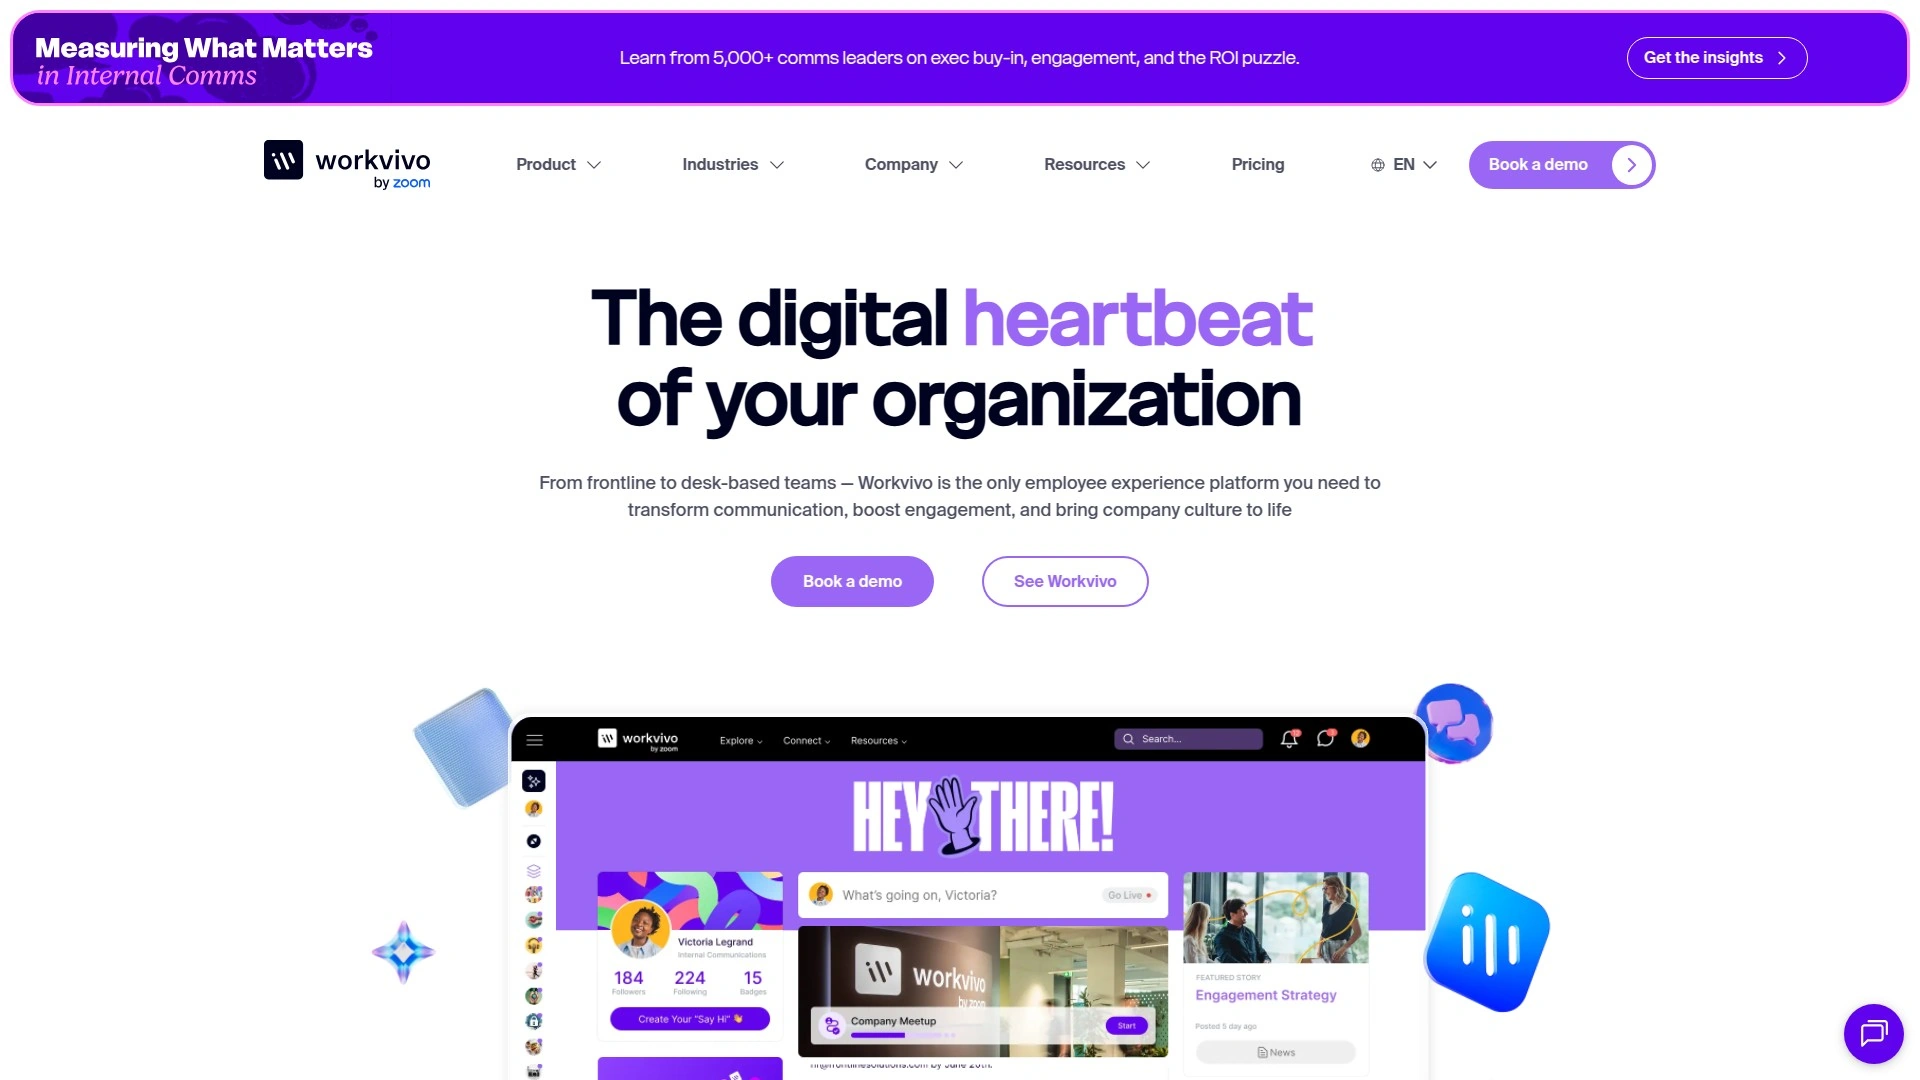 Measuring What Matters
in Internal Comms
Learn from 5,000+ comms leaders on exec buy-in, engagement, and the ROI puzzle.
Get the insights
workvivo
by zoom
Product
Industries
Company
Resources
Pricing
EN
Book a demo
The digital heartbeat
of your organization
From frontline to desk-based teams — Workvivo is the only employee experience platform you need to
transform communication, boost engagement, and bring company culture to life
Book a demo
See Workvivo
workvivo
by zoom
Explore
Connect
Resources
Search...
HEY THERE!
What's going on, Victoria?
Go Live
Victoria Legrand
Internal Communications
184
224
15
Followers
Following
Badges
Create Your "Say Hi" 👋
workvivo
by zoom
Company Meetup
Start
FEATURED STORY
Engagement Strategy
Posted 5 day ago
News